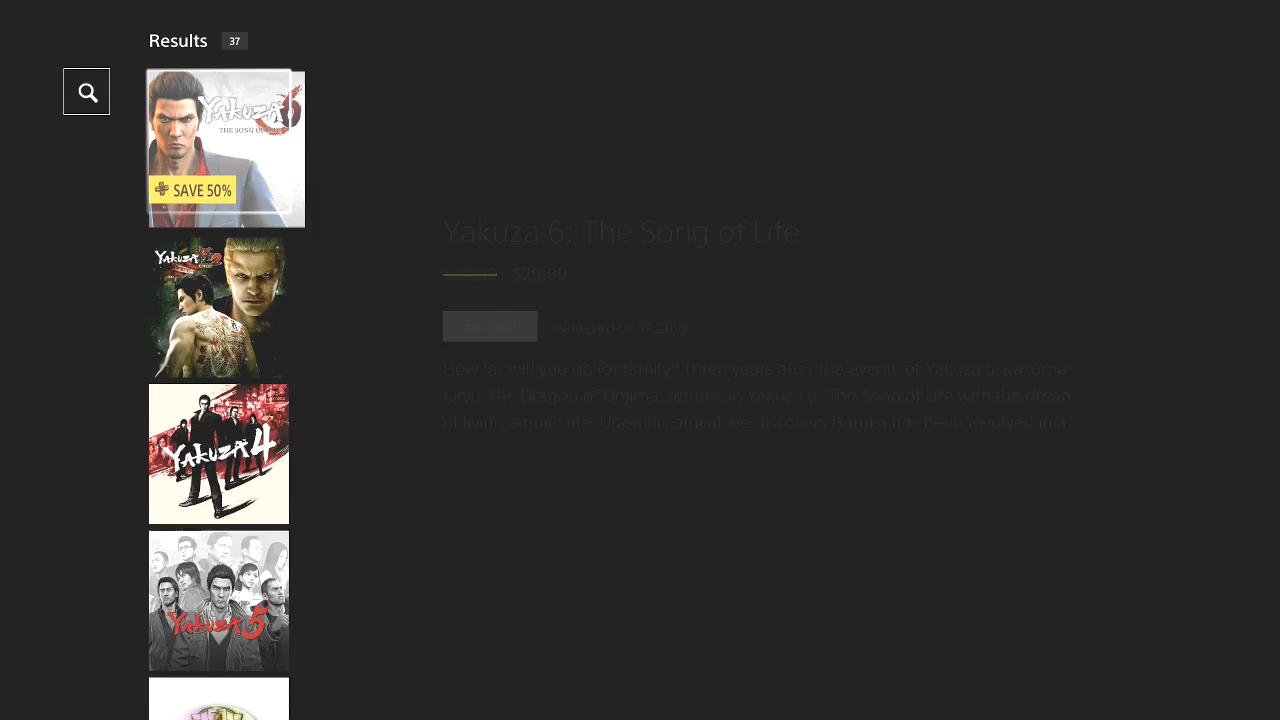 Results 37
YAKUZA 6
THE SONG OF LIFE
SAVE 50%
Yakuza 6: The Song of Life
$29.99
Released 04.17.2018
How far will you go for family? Three years after the events of Yakuza 5, Kazuma
Kiryu, the Dragon of Dojima, returns in Yakuza 6: The Song of Life with the dream
of living a quiet life. Upon his arrival, he discovers Haruka has been involved in a
YAKUZA 2
YAKUZA 4
YAKUZA 5